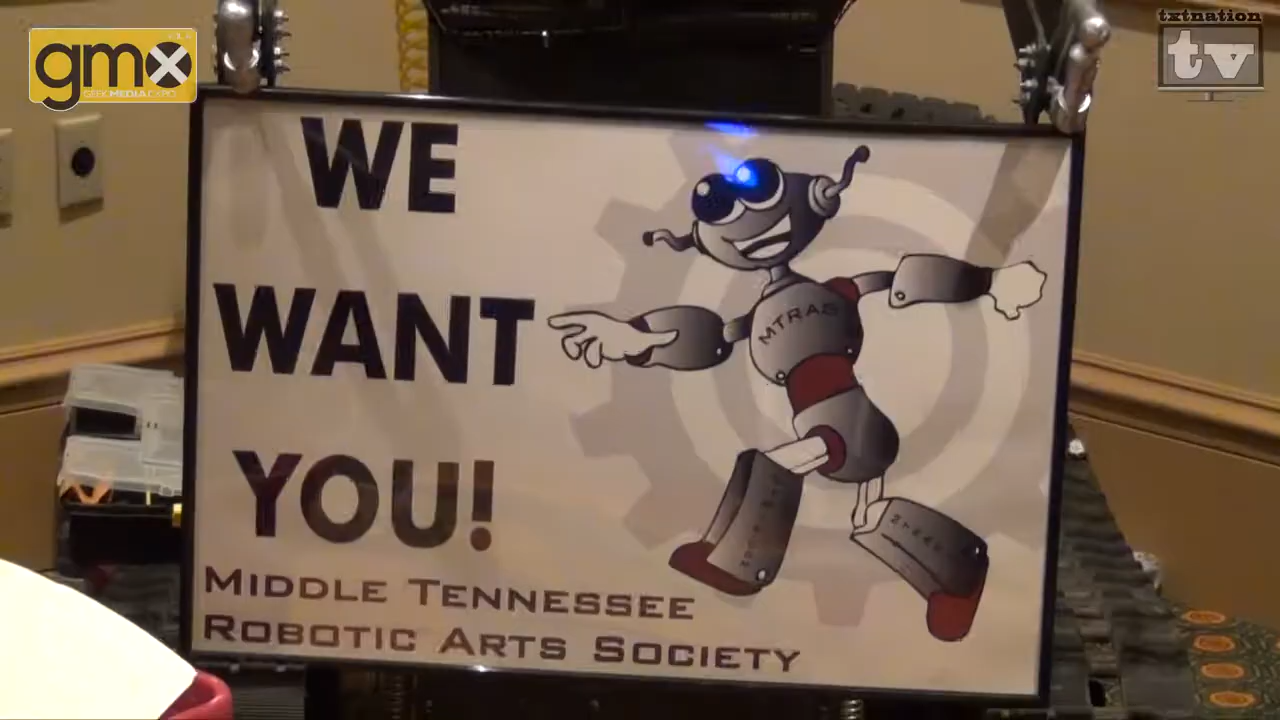 gmx
GEEK MEDIA EXPO
txtnation
tv
WE
WANT
YOU!
MTRAS
MIDDLE TENNESSEE
ROBOTIC ARTS SOCIETY